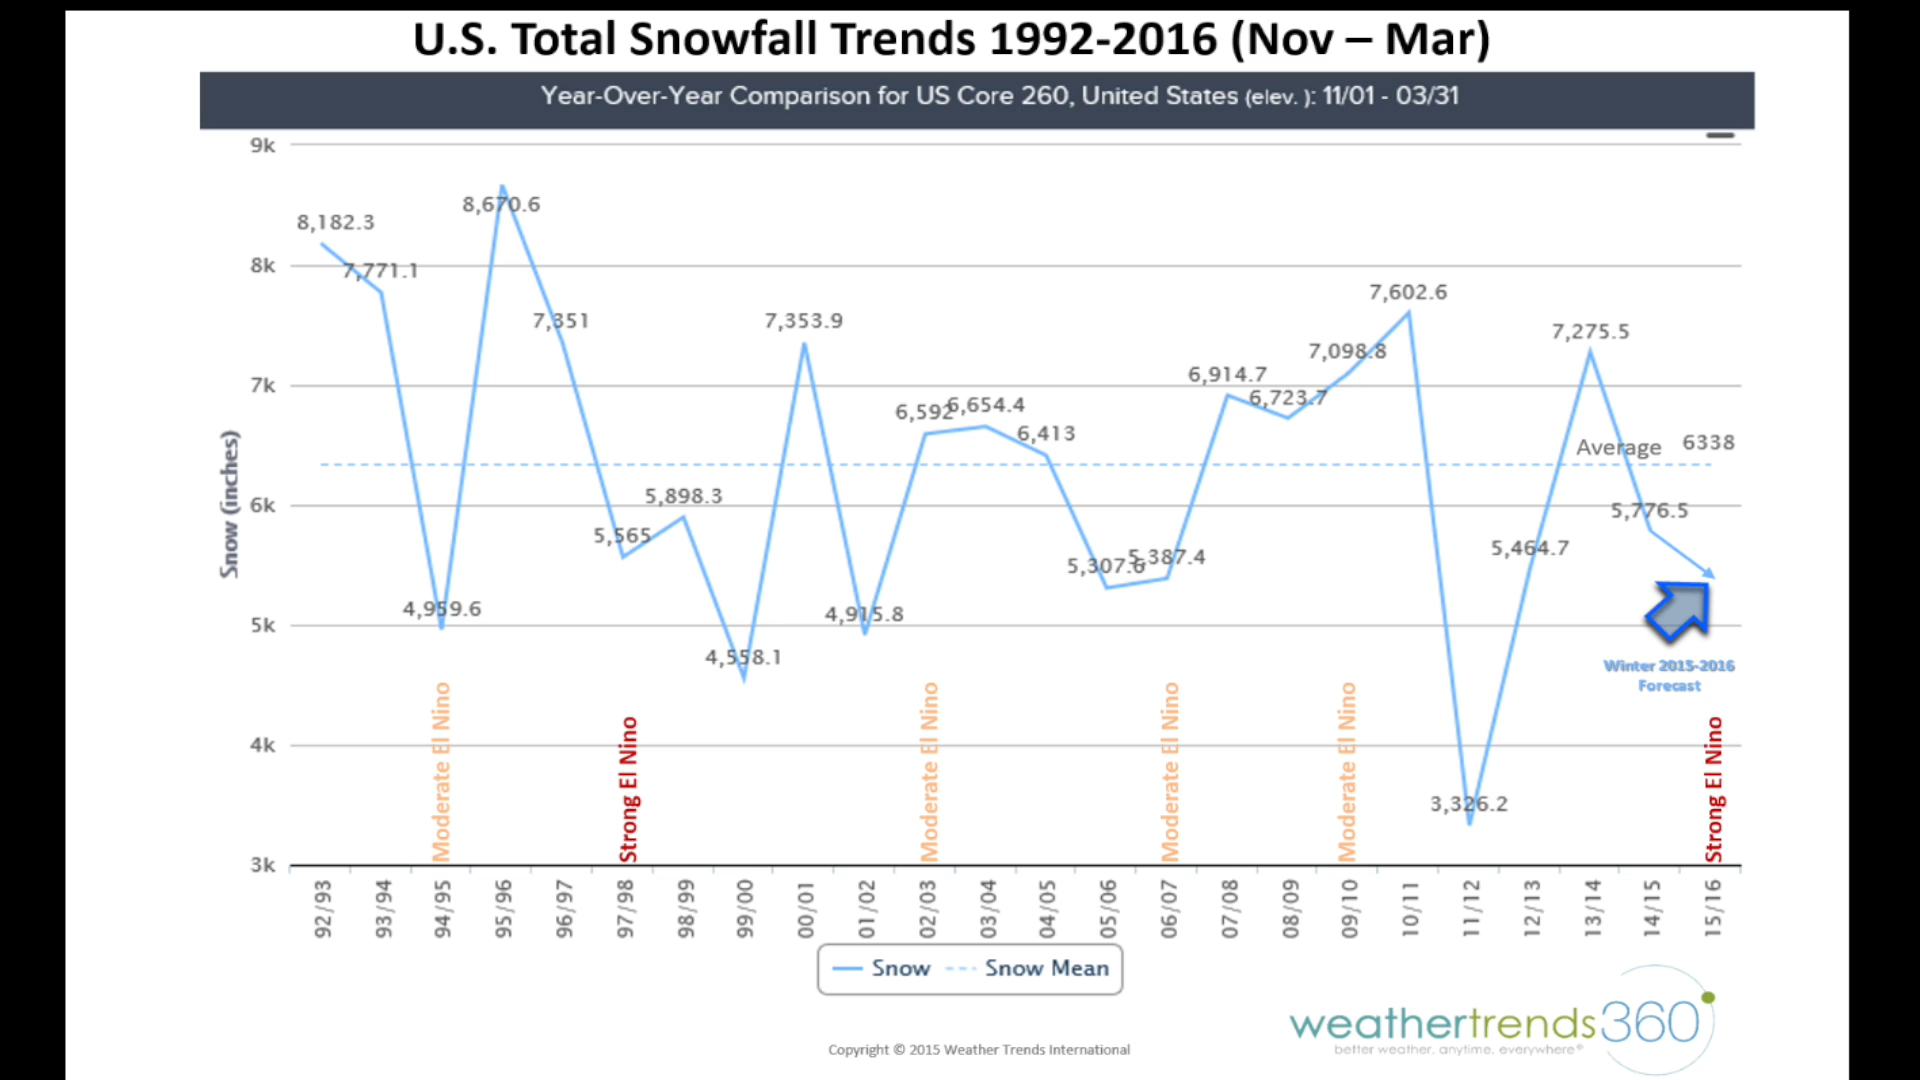 U.S. Total Snowfall Trends 1992-2016 (Nov – Mar)
Year-Over-Year Comparison for US Core 260, United States (elev. ): 11/01 - 03/31
Snow (inches)
9k
8k
7k
6k
5k
4k
3k
8,182.3
7,771.1
4,959.6
8,670.6
7,351
5,565
5,898.3
4,558.1
7,353.9
4,915.8
6,592
6,654.4
6,413
5,307.6
5,387.4
6,914.7
6,723.7
7,098.8
7,602.6
3,326.2
5,464.7
7,275.5
5,776.5
Average 6338
Winter 2015-2016
Forecast
Moderate El Nino
Strong El Nino
Moderate El Nino
Moderate El Nino
Moderate El Nino
Strong El Nino
92/93
93/94
94/95
95/96
96/97
97/98
98/99
99/00
00/01
01/02
02/03
03/04
04/05
05/06
06/07
07/08
08/09
09/10
10/11
11/12
12/13
13/14
14/15
15/16
Snow Snow Mean
weathertrends360
better weather, anytime, everywhere®
Copyright © 2015 Weather Trends International